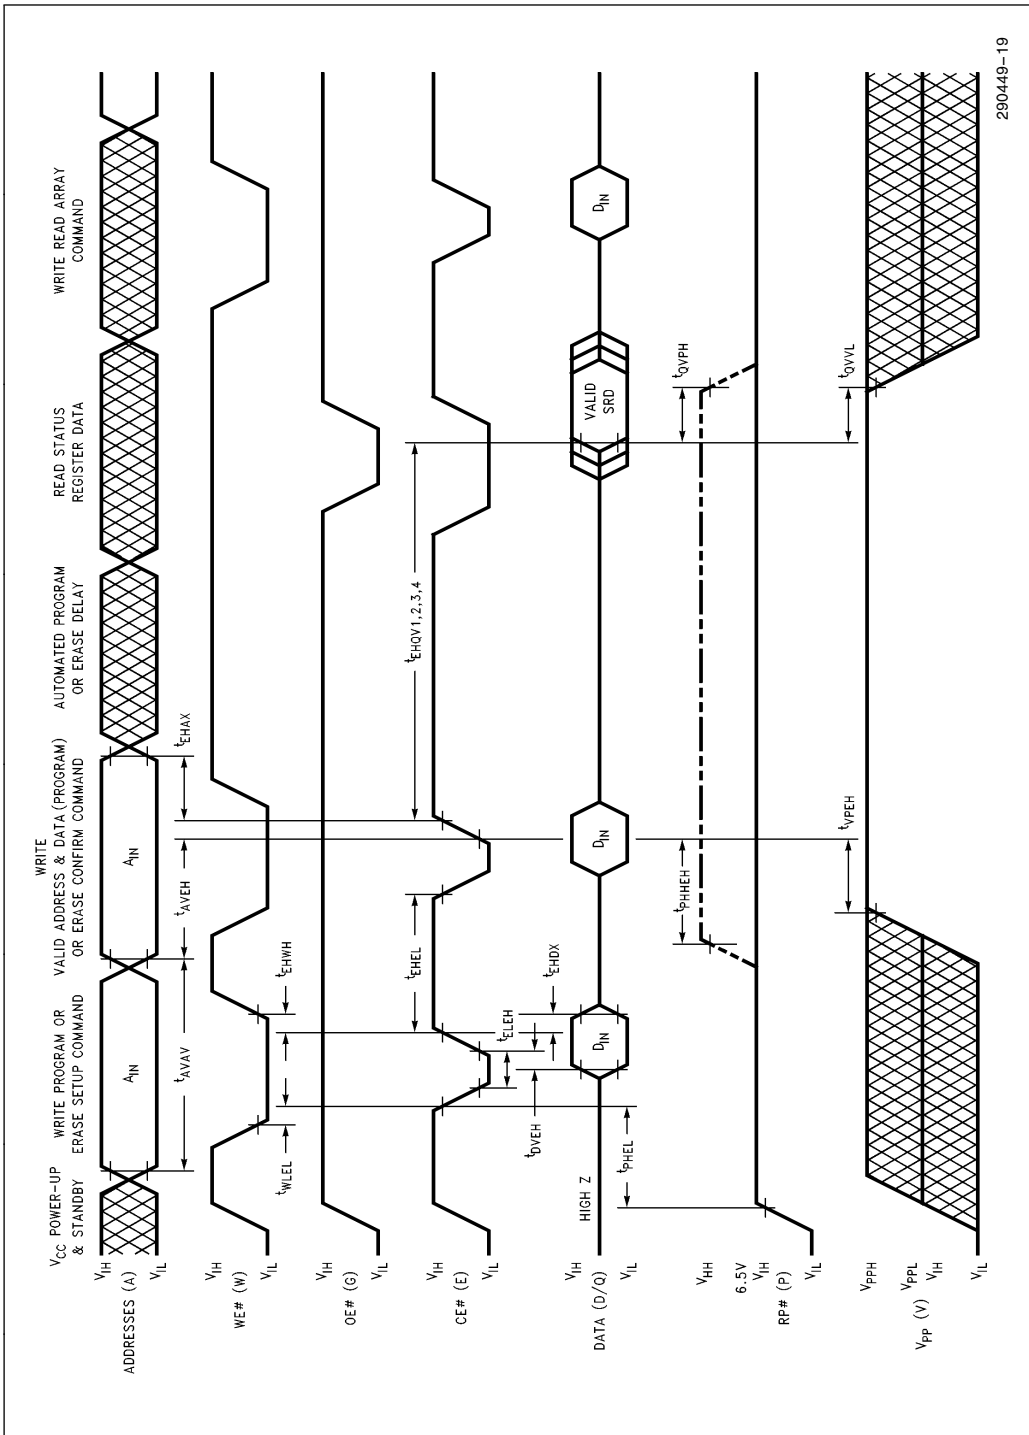 V_CC POWER-UP
& STANDBY
WRITE PROGRAM OR
ERASE SETUP COMMAND
WRITE
VALID ADDRESS & DATA (PROGRAM)
OR ERASE CONFIRM COMMAND
AUTOMATED PROGRAM
OR ERASE DELAY
READ STATUS
REGISTER DATA
WRITE READ ARRAY
COMMAND
ADDRESSES (A)
V_IH
V_IL
A_IN
A_IN
t_AVAV
t_AVEH
t_EHAX
WE# (W)
V_IH
V_IL
t_WLEL
t_EHWH
OE# (G)
V_IH
V_IL
t_EHEL
t_EHQV1,2,3,4
CE# (E)
V_IH
V_IL
t_ELEH
t_DVEH
t_EHDX
DATA (D/Q)
V_IH
V_IL
HIGH Z
D_IN
D_IN
VALID
SRD
D_IN
t_PHEL
t_PHHEH
t_QVPH
V_HH
6.5V
V_IH
RP# (P)
V_IL
t_VPEH
t_QVVL
V_PPH
V_PPL
V_PP (V)
V_IH
V_IL
290449-19